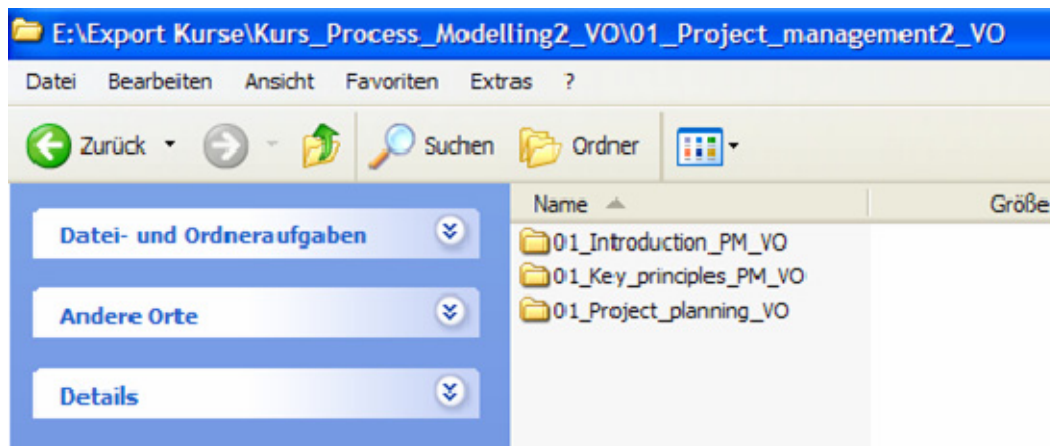 E:\Export Kurse\Kurs_Process_Modelling2_VO\01_Project_management2_VO
Datei Bearbeiten Ansicht Favoriten Extras ?
Zurück Suchen Ordner
Name Größe
Datei- und Ordneraufgaben
01_Introduction_PM_VO
01_Key_principles_PM_VO
01_Project_planning_VO
Andere Orte
Details